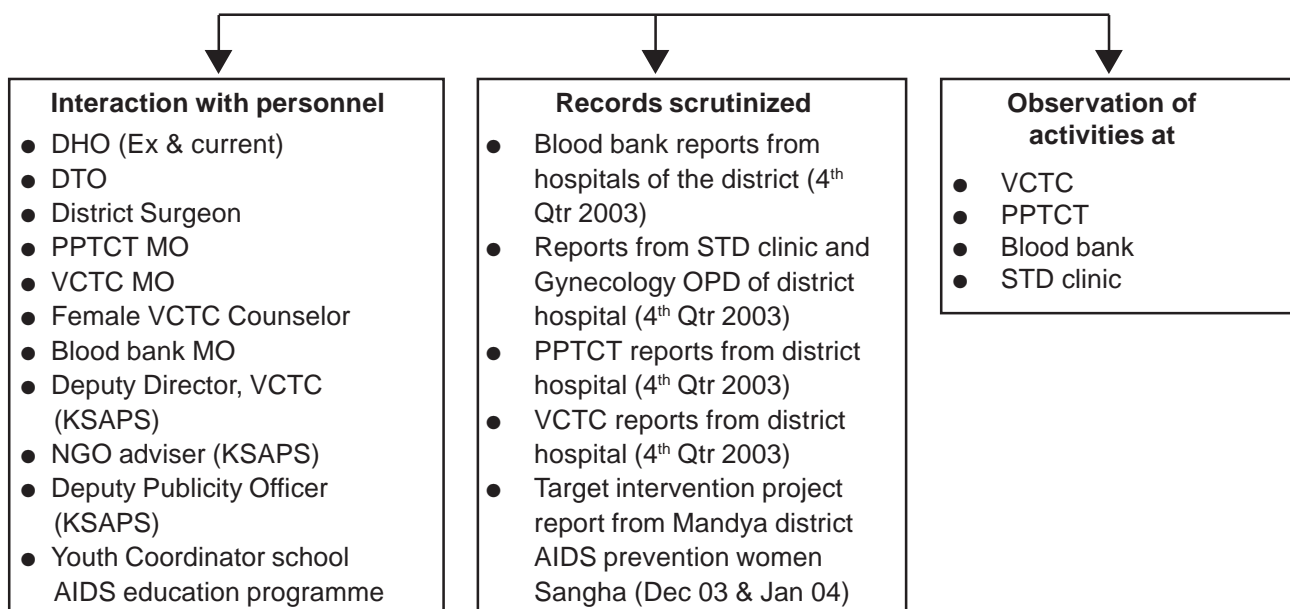 Interaction with personnel
● DHO (Ex & current)
● DTO
● District Surgeon
● PPTCT MO
● VCTC MO
● Female VCTC Counselor
● Blood bank MO
● Deputy Director, VCTC
(KSAPS)
● NGO adviser (KSAPS)
● Deputy Publicity Officer
(KSAPS)
● Youth Coordinator school
AIDS education programme
Records scrutinized
● Blood bank reports from
hospitals of the district (4th
Qtr 2003)
● Reports from STD clinic and
Gynecology OPD of district
hospital (4th Qtr 2003)
● PPTCT reports from district
hospital (4th Qtr 2003)
● VCTC reports from district
hospital (4th Qtr 2003)
● Target intervention project
report from Mandya district
AIDS prevention women
Sangha (Dec 03 & Jan 04)
Observation of
activities at
● VCTC
● PPTCT
● Blood bank
● STD clinic